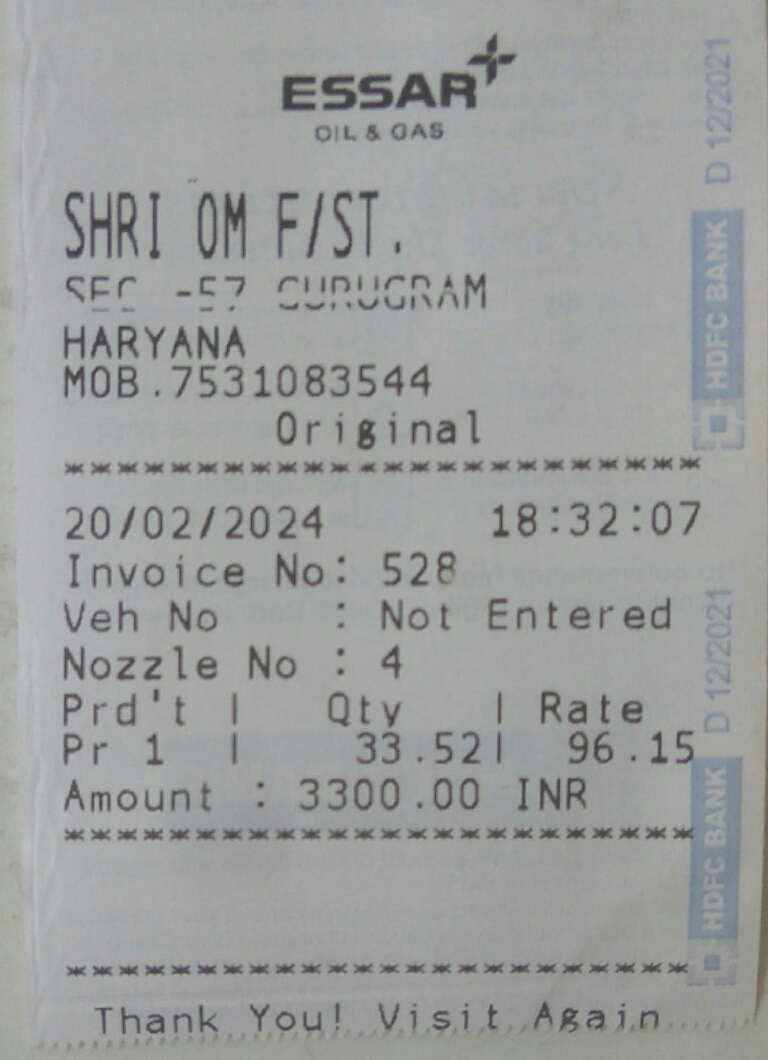 ESSAR
OIL & GAS
SHRI OM F/ST.
SEC -57 GURUGRAM
HARYANA
MOB.7531083544
Original
*************************
20/02/2024 18:32:07
Invoice No: 528
Veh No : Not Entered
Nozzle No : 4
Prd't | Qty | Rate
Pr 1 | 33.52| 96.15
Amount : 3300.00 INR
*************************
*************************
Thank You! Visit Again
HDFC BANK D 12/2021
HDFC BANK D 12/2021